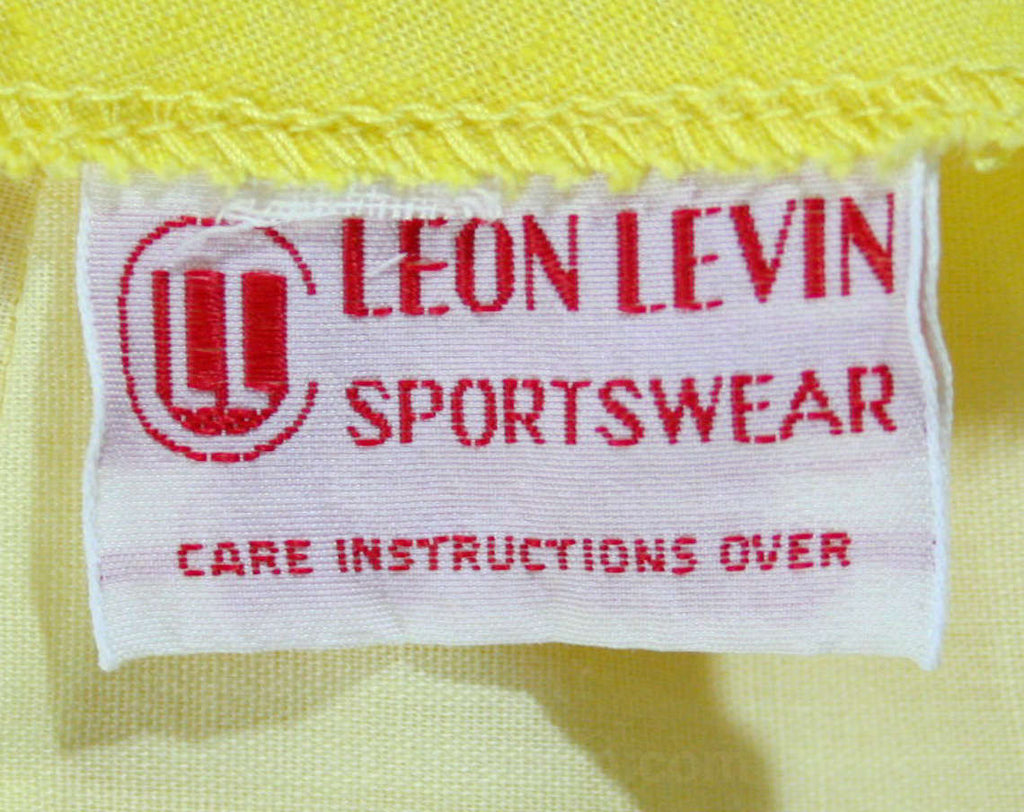 LEON LEVIN
SPORTSWEAR
CARE INSTRUCTIONS OVER